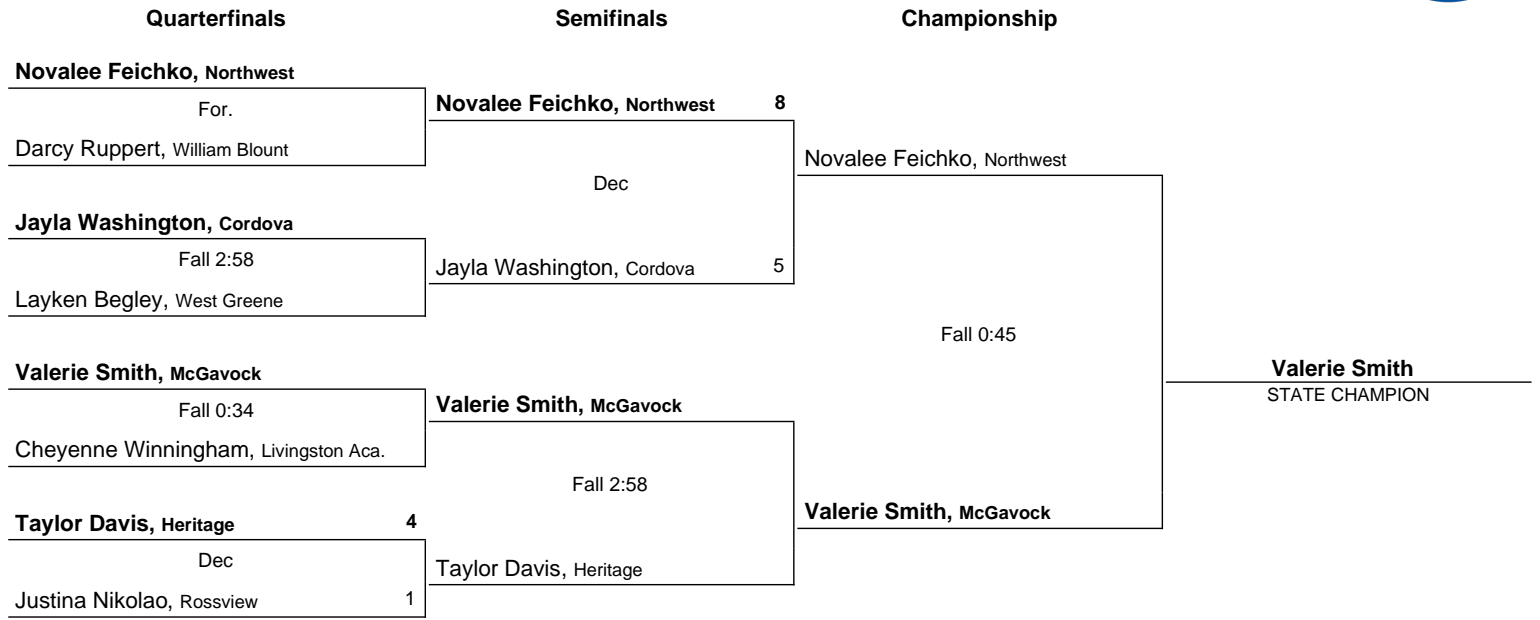 Quarterfinals Semifinals Championship
Novalee Feichko, Northwest
For.
Darcy Ruppert, William Blount
Jayla Washington, Cordova
Fall 2:58
Layken Begley, West Greene
Valerie Smith, McGavock
Fall 0:34
Cheyenne Winningham, Livingston Aca.
Taylor Davis, Heritage 4
Dec
Justina Nikolao, Rossview 1
Novalee Feichko, Northwest 8
Dec
Jayla Washington, Cordova 5
Valerie Smith, McGavock
Fall 2:58
Taylor Davis, Heritage
Novalee Feichko, Northwest
Fall 0:45
Valerie Smith, McGavock
Valerie Smith
STATE CHAMPION